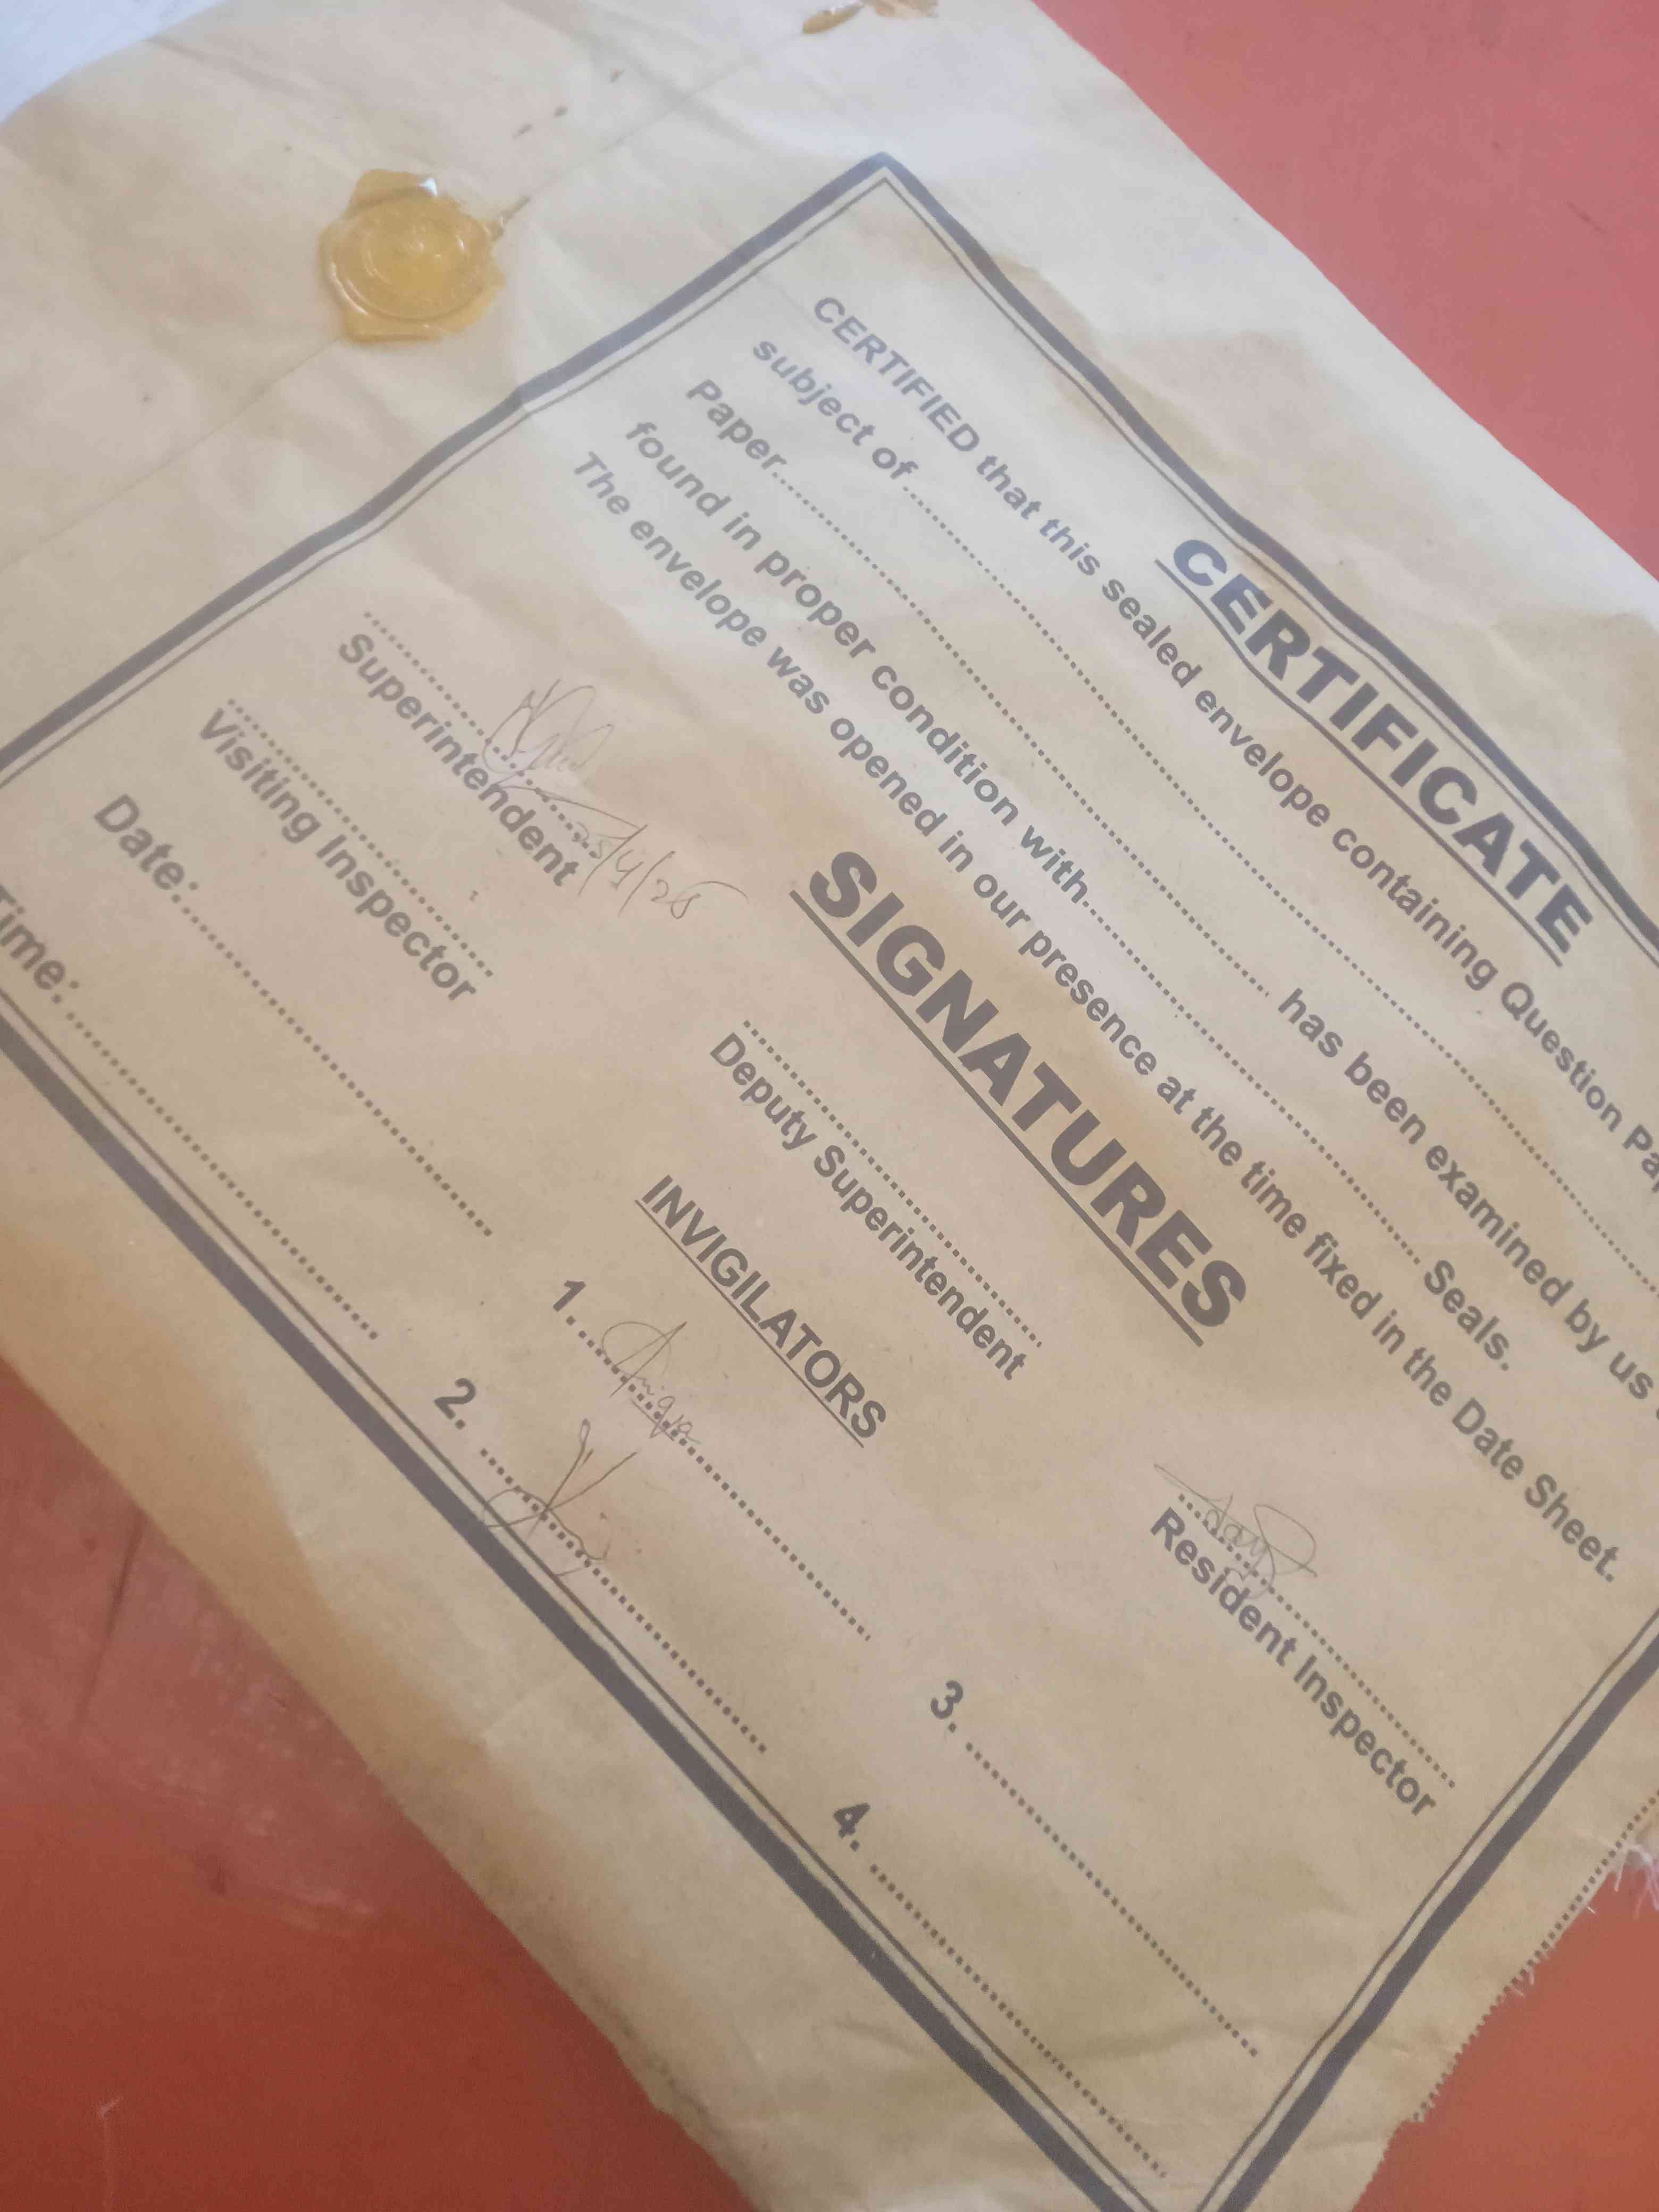 CERTIFICATE
CERTIFIED that this sealed envelope containing Question Pa
subject of
Paper has been examined by us
found in proper condition with Seals.
The envelope was opened in our presence at the time fixed in the Date Sheet.
SIGNATURES
25/4/25
Superintendent
Deputy Superintendent
Resident Inspector
Visiting Inspector
INVIGILATORS
Date:
1. Aniqa
3.
Time:
2.
4.